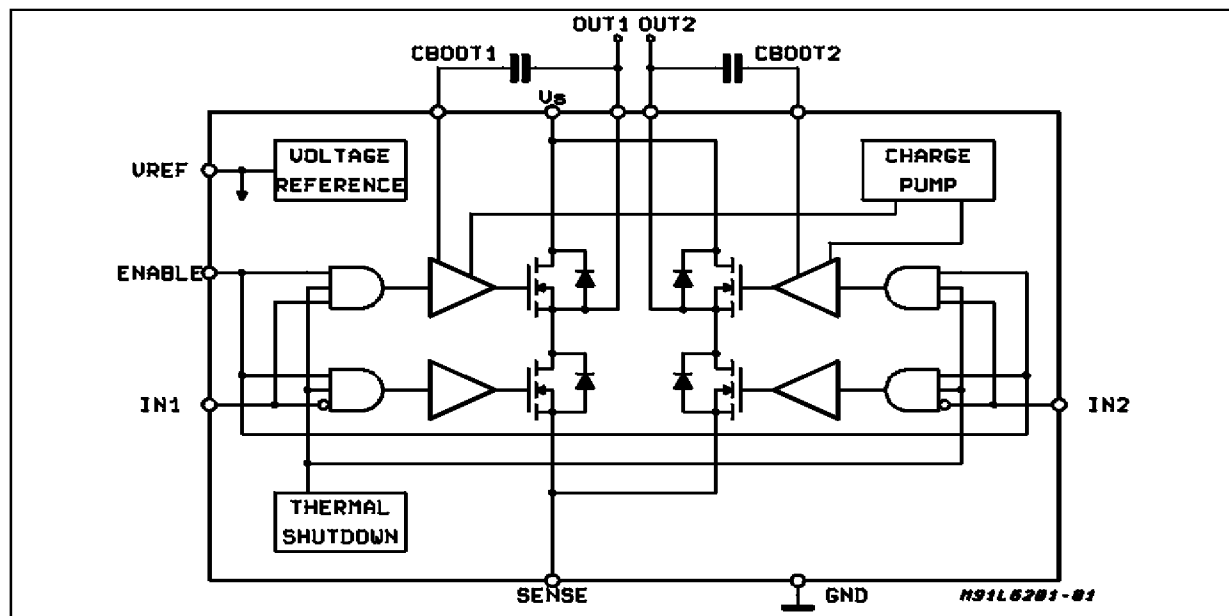 OUT1 OUT2
CBOOT1
CBOOT2
Vs
VREF
VOLTAGE
REFERENCE
CHARGE
PUMP
ENABLE
IN1
IN2
THERMAL
SHUTDOWN
SENSE
GND
M91L6201-01